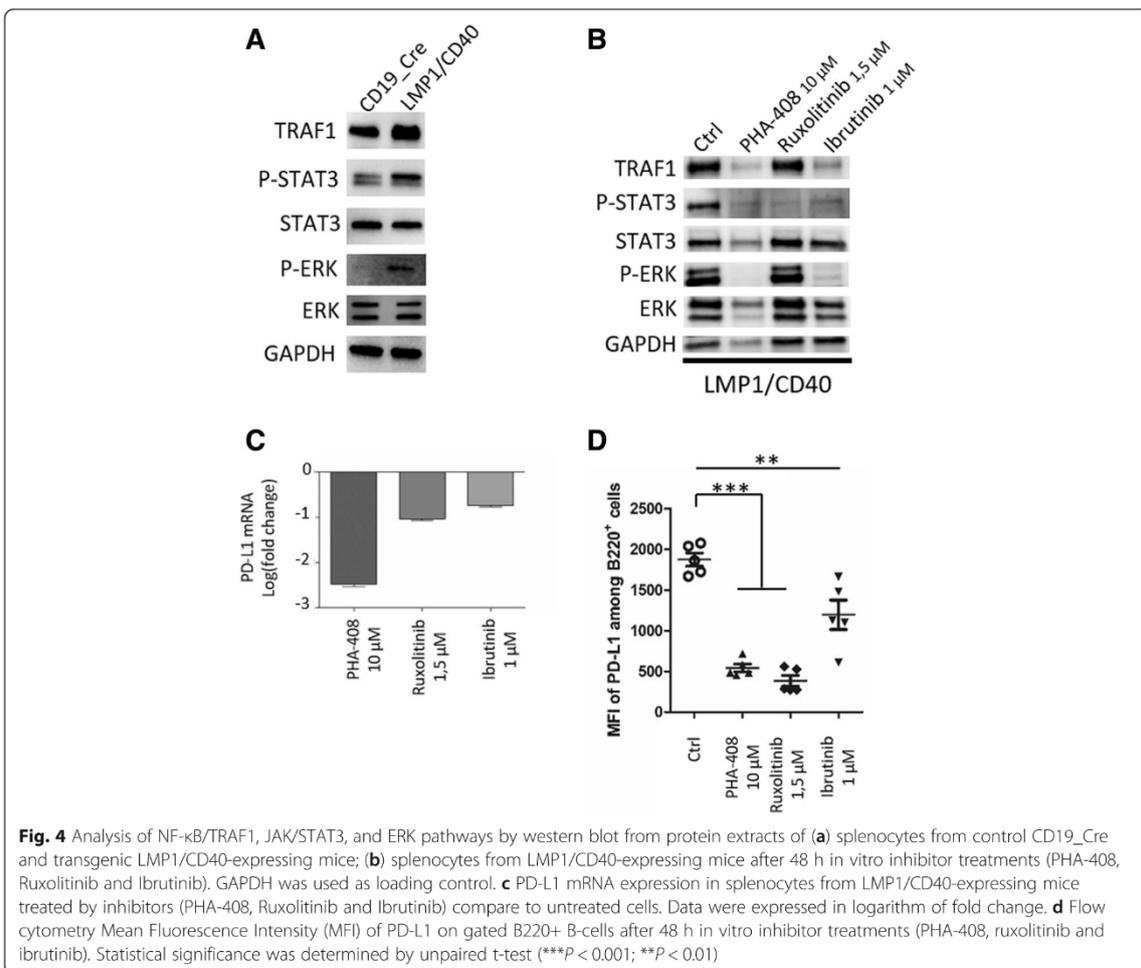 A
CD19_Cre
LMP1/CD40
TRAF1
P-STAT3
STAT3
P-ERK
ERK
GAPDH
B
Ctrl
PHA-408 10 µM
Ruxolitinib 1,5 µM
Ibrutinib 1 µM
TRAF1
P-STAT3
STAT3
P-ERK
ERK
GAPDH
LMP1/CD40
C
PD-L1 mRNA
Log(fold change)
0
-1
-2
-3
PHA-408
10 µM
Ruxolitinib
1,5 µM
Ibrutinib
1 µM
D
**
***
MFI of PD-L1 among B220+ cells
2500
2000
1500
1000
500
0
Ctrl
PHA-408
10 µM
Ruxolitinib
1,5 µM
Ibrutinib
1 µM
Fig. 4 Analysis of NF-κB/TRAF1, JAK/STAT3, and ERK pathways by western blot from protein extracts of (a) splenocytes from control CD19_Cre
and transgenic LMP1/CD40-expressing mice; (b) splenocytes from LMP1/CD40-expressing mice after 48 h in vitro inhibitor treatments (PHA-408,
Ruxolitinib and Ibrutinib). GAPDH was used as loading control. c PD-L1 mRNA expression in splenocytes from LMP1/CD40-expressing mice
treated by inhibitors (PHA-408, Ruxolitinib and Ibrutinib) compare to untreated cells. Data were expressed in logarithm of fold change. d Flow
cytometry Mean Fluorescence Intensity (MFI) of PD-L1 on gated B220+ B-cells after 48 h in vitro inhibitor treatments (PHA-408, ruxolitinib and
ibrutinib). Statistical significance was determined by unpaired t-test (***P < 0.001; **P < 0.01)